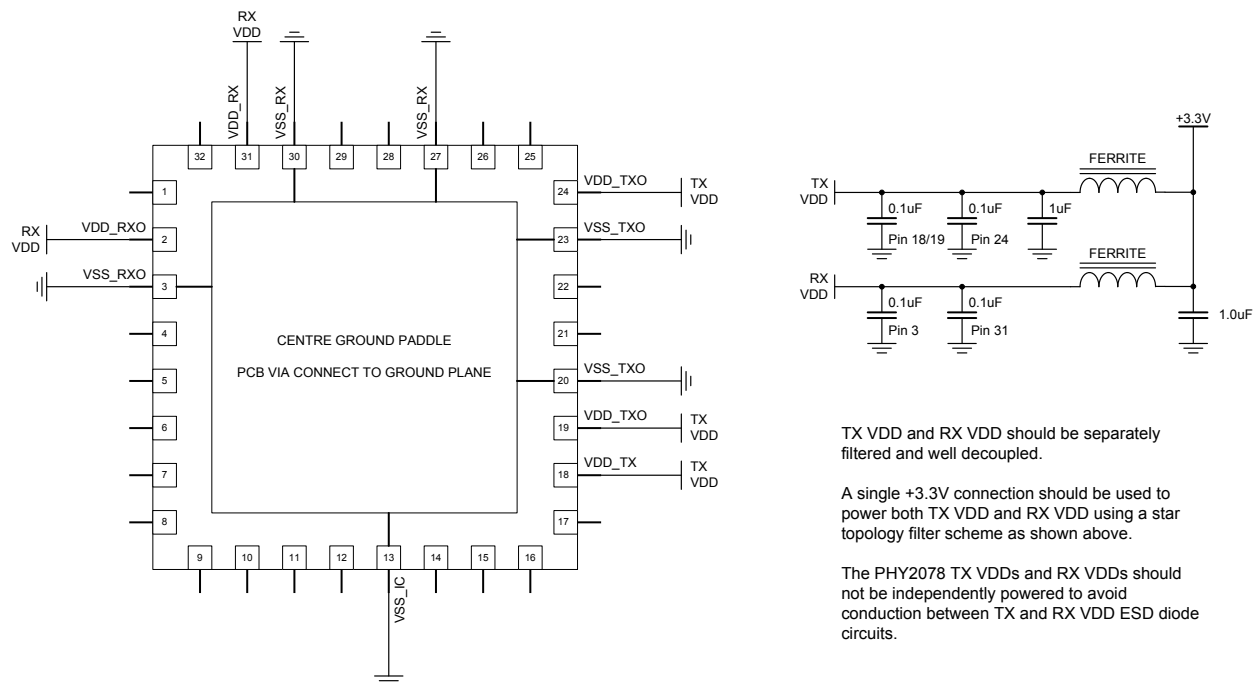 RX
VDD
VDD_RX
VSS_RX
VSS_RX
32
31
30
29
28
27
26
25
1
2
3
4
5
6
7
8
RX
VDD
VDD_RXO
VSS_RXO
CENTRE GROUND PADDLE
PCB VIA CONNECT TO GROUND PLANE
24
23
22
21
20
19
18
17
VDD_TXO
TX
VDD
VSS_TXO
VSS_TXO
VDD_TXO
TX
VDD
VDD_TX
TX
VDD
9
10
11
12
13
14
15
16
VSS_IC
+3.3V
FERRITE
TX
VDD
0.1uF
Pin 18/19
0.1uF
Pin 24
1uF
FERRITE
RX
VDD
0.1uF
Pin 3
0.1uF
Pin 31
1.0uF
TX VDD and RX VDD should be separately
filtered and well decoupled.
A single +3.3V connection should be used to
power both TX VDD and RX VDD using a star
topology filter scheme as shown above.
The PHY2078 TX VDDs and RX VDDs should
not be independently powered to avoid
conduction between TX and RX VDD ESD diode
circuits.